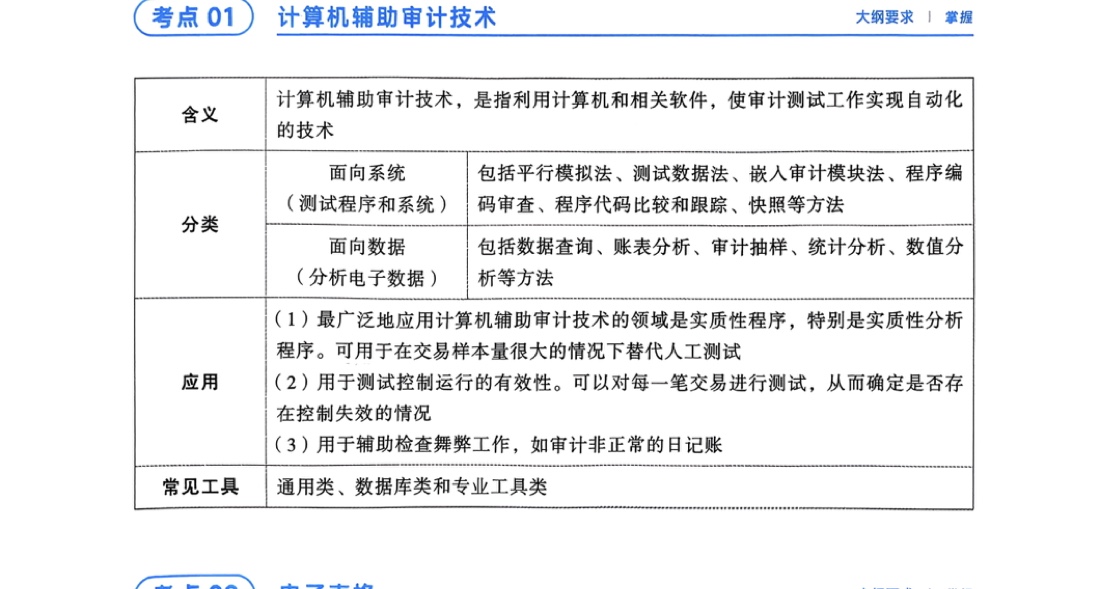 考点 01 计算机辅助审计技术 大纲要求 | 掌握
含义
计算机辅助审计技术，是指利用计算机和相关软件，使审计测试工作实现自动化
的技术
分类
面向系统
（测试程序和系统）
包括平行模拟法、测试数据法、嵌入审计模块法、程序编
码审查、程序代码比较和跟踪、快照等方法
面向数据
（分析电子数据）
包括数据查询、账表分析、审计抽样、统计分析、数值分
析等方法
应用
（1）最广泛地应用计算机辅助审计技术的领域是实质性程序，特别是实质性分析
程序。可用于在交易样本量很大的情况下替代人工测试
（2）用于测试控制运行的有效性。可以对每一笔交易进行测试，从而确定是否存
在控制失效的情况
（3）用于辅助检查舞弊工作，如审计非正常的日记账
常见工具
通用类、数据库类和专业工具类